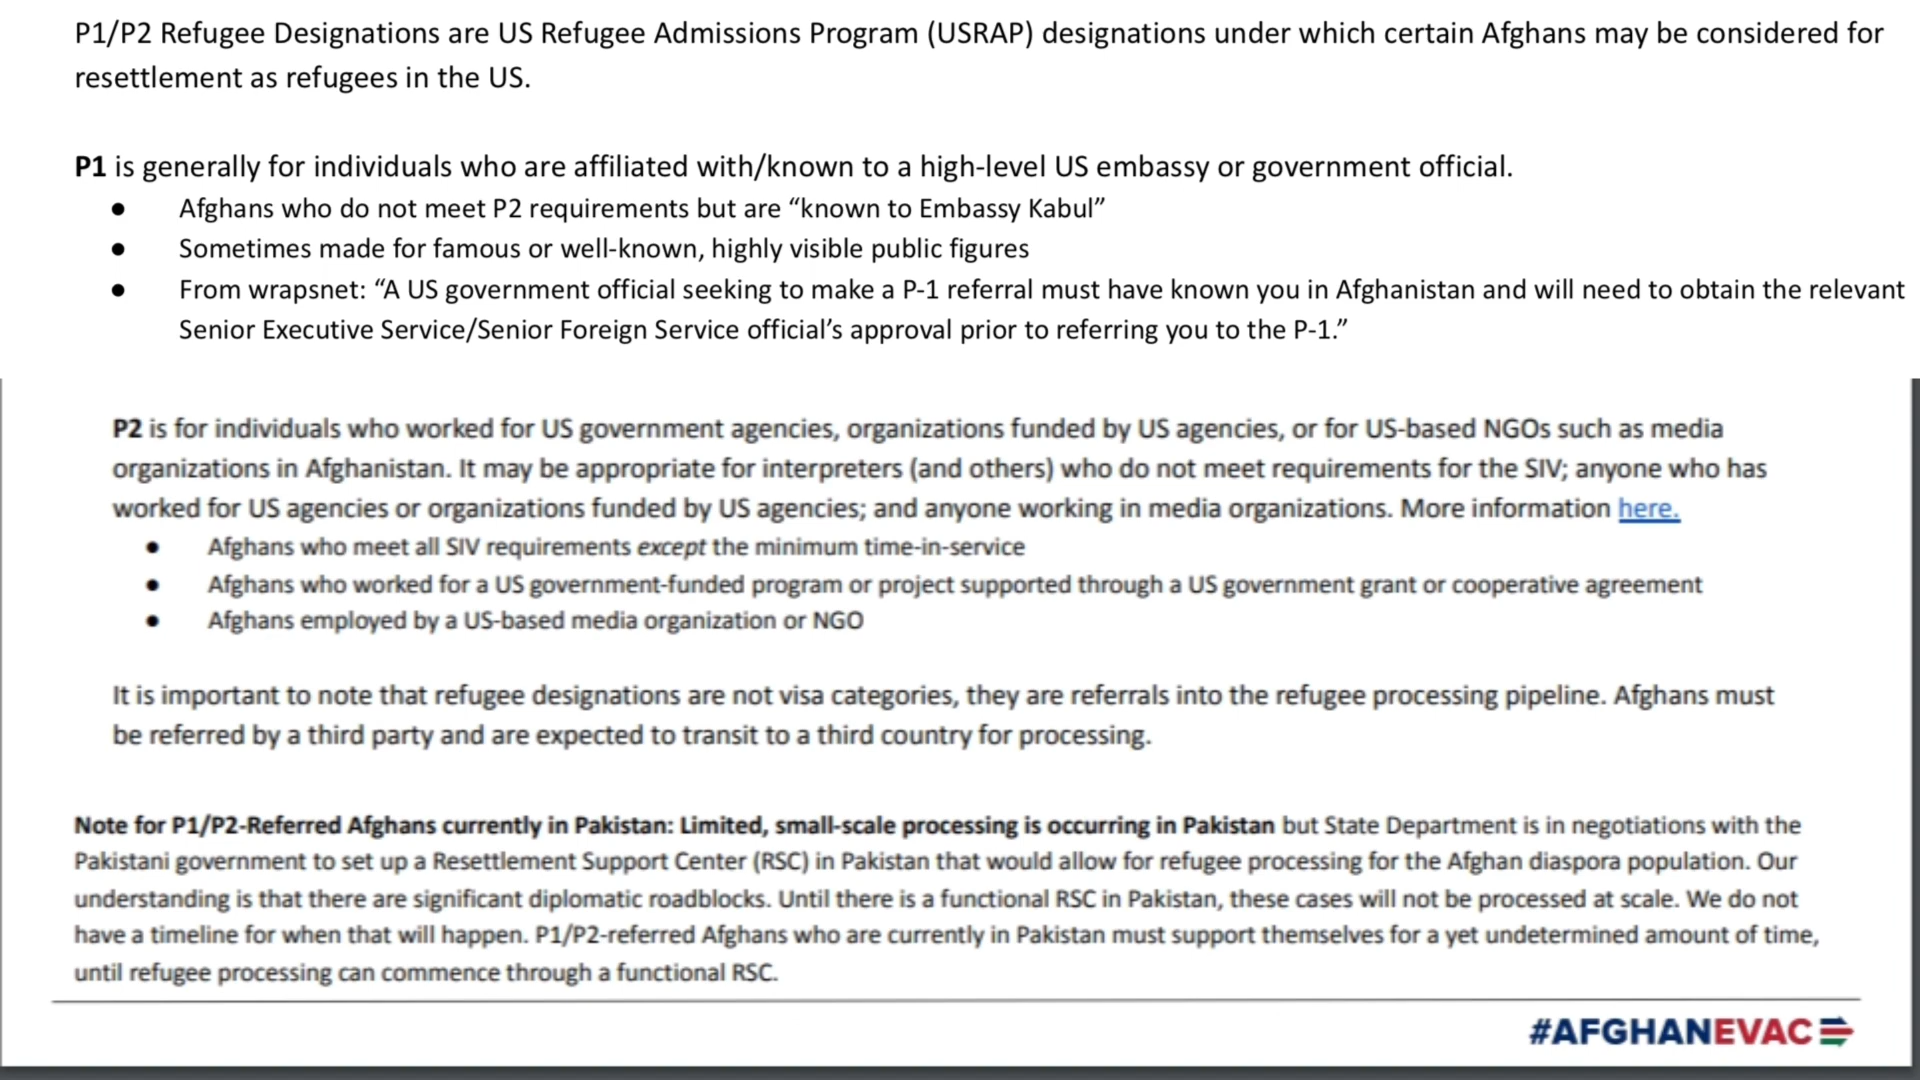 P1/P2 Refugee Designations are US Refugee Admissions Program (USRAP) designations under which certain Afghans may be considered for
resettlement as refugees in the US.
P1 is generally for individuals who are affiliated with/known to a high-level US embassy or government official.
● Afghans who do not meet P2 requirements but are “known to Embassy Kabul”
● Sometimes made for famous or well-known, highly visible public figures
● From wrapsnet: “A US government official seeking to make a P-1 referral must have known you in Afghanistan and will need to obtain the relevant
Senior Executive Service/Senior Foreign Service official’s approval prior to referring you to the P-1.”
P2 is for individuals who worked for US government agencies, organizations funded by US agencies, or for US-based NGOs such as media
organizations in Afghanistan. It may be appropriate for interpreters (and others) who do not meet requirements for the SIV; anyone who has
worked for US agencies or organizations funded by US agencies; and anyone working in media organizations. More information here.
● Afghans who meet all SIV requirements except the minimum time-in-service
● Afghans who worked for a US government-funded program or project supported through a US government grant or cooperative agreement
● Afghans employed by a US-based media organization or NGO
It is important to note that refugee designations are not visa categories, they are referrals into the refugee processing pipeline. Afghans must
be referred by a third party and are expected to transit to a third country for processing.
Note for P1/P2-Referred Afghans currently in Pakistan: Limited, small-scale processing is occurring in Pakistan but State Department is in negotiations with the
Pakistani government to set up a Resettlement Support Center (RSC) in Pakistan that would allow for refugee processing for the Afghan diaspora population. Our
understanding is that there are significant diplomatic roadblocks. Until there is a functional RSC in Pakistan, these cases will not be processed at scale. We do not
have a timeline for when that will happen. P1/P2-referred Afghans who are currently in Pakistan must support themselves for a yet undetermined amount of time,
until refugee processing can commence through a functional RSC.
#AFGHANEVAC